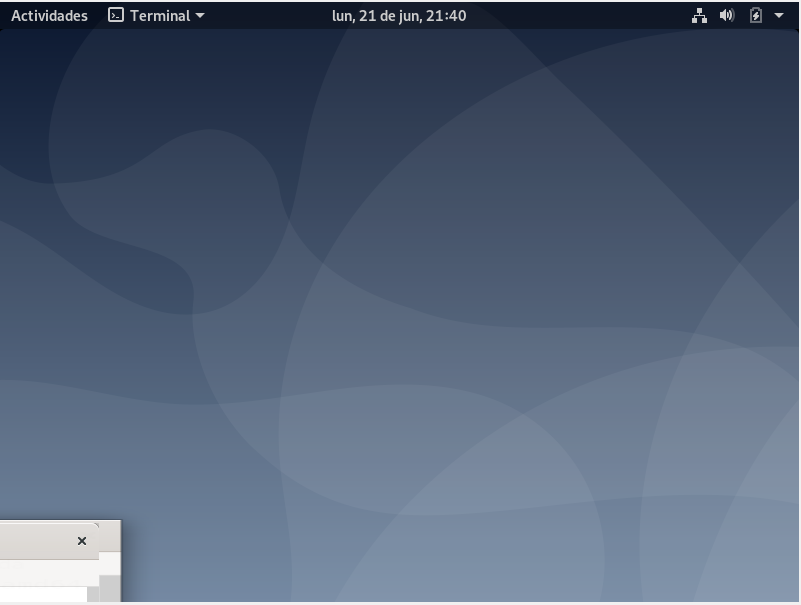 Actividades Terminal lun, 21 de jun, 21:40